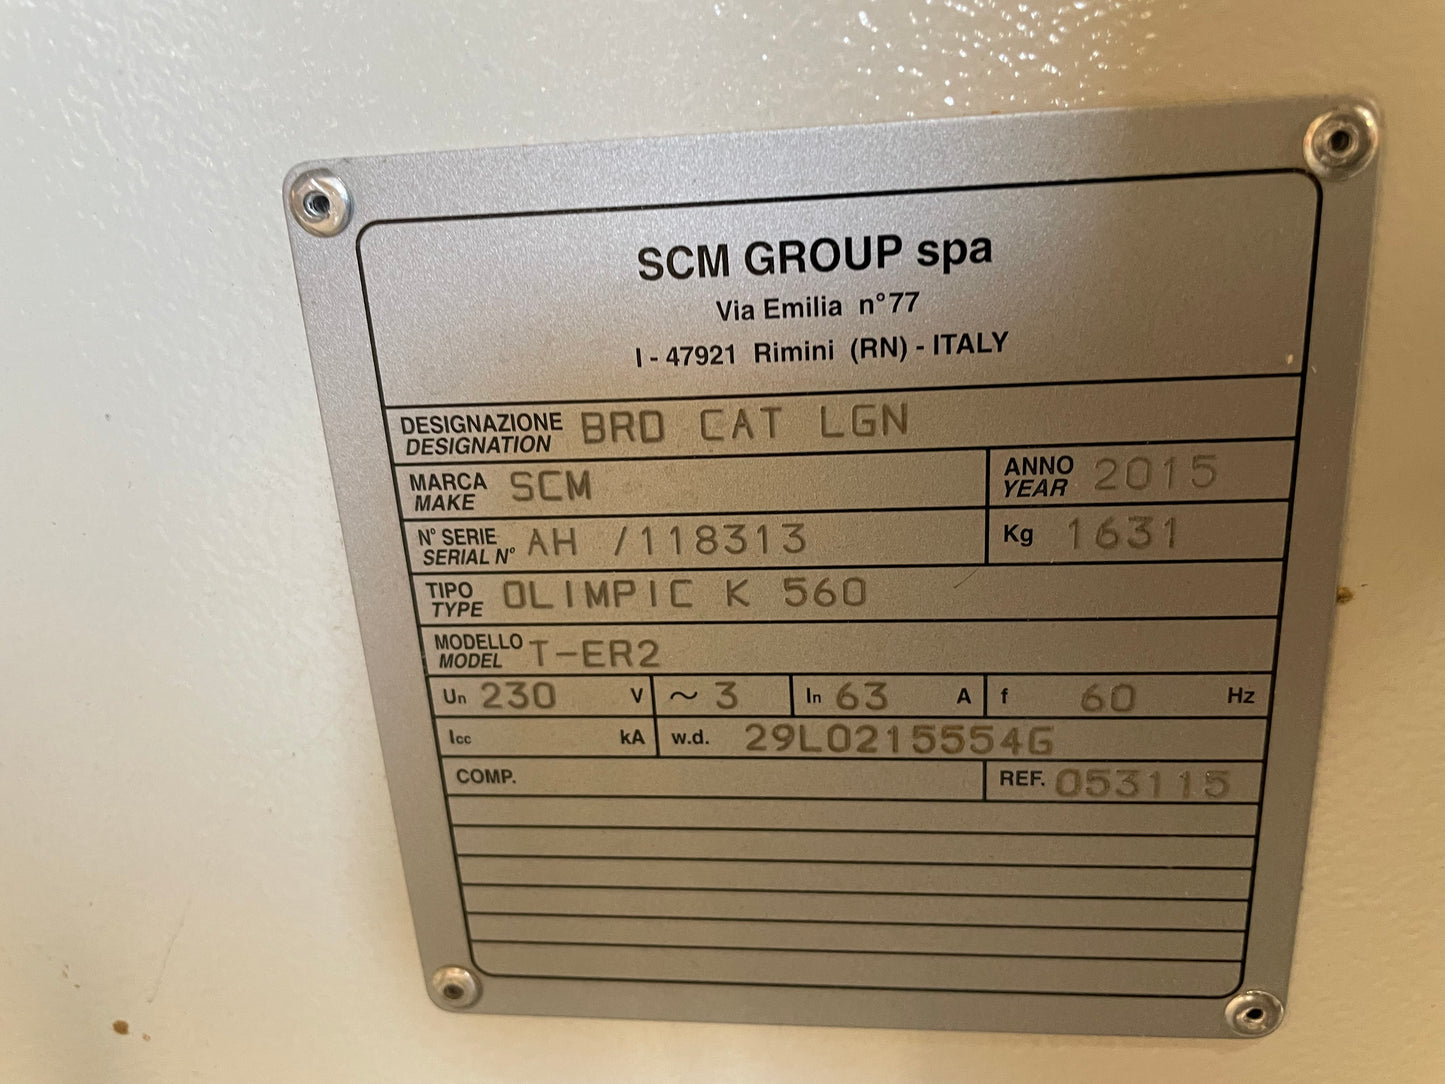 SCM GROUP spa
Via Emilia n°77
I - 47921 Rimini (RN) - ITALY
DESIGNAZIONE BRD CAT LGN
DESIGNATION
MARCA SCM
MAKE
ANNO 2015
YEAR
N° SERIE AH /118313
SERIAL N°
Kg 1631
TIPO OLIMPIC K 560
TYPE
MODELLO T-ER2
MODEL
Un 230 V ~ 3 In 63 A f 60 Hz
Icc kA w.d. 29L0215554G
COMP. REF. 053115